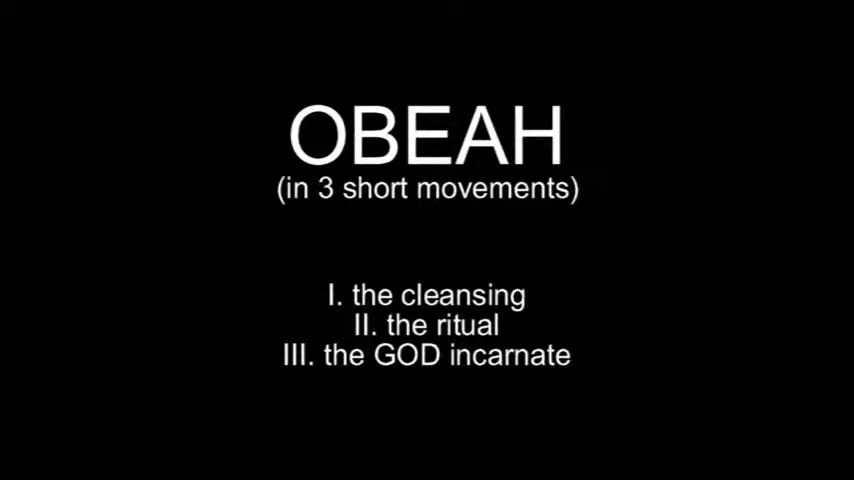 OBEAH
(in 3 short movements)
I. the cleansing
II. the ritual
III. the GOD incarnate